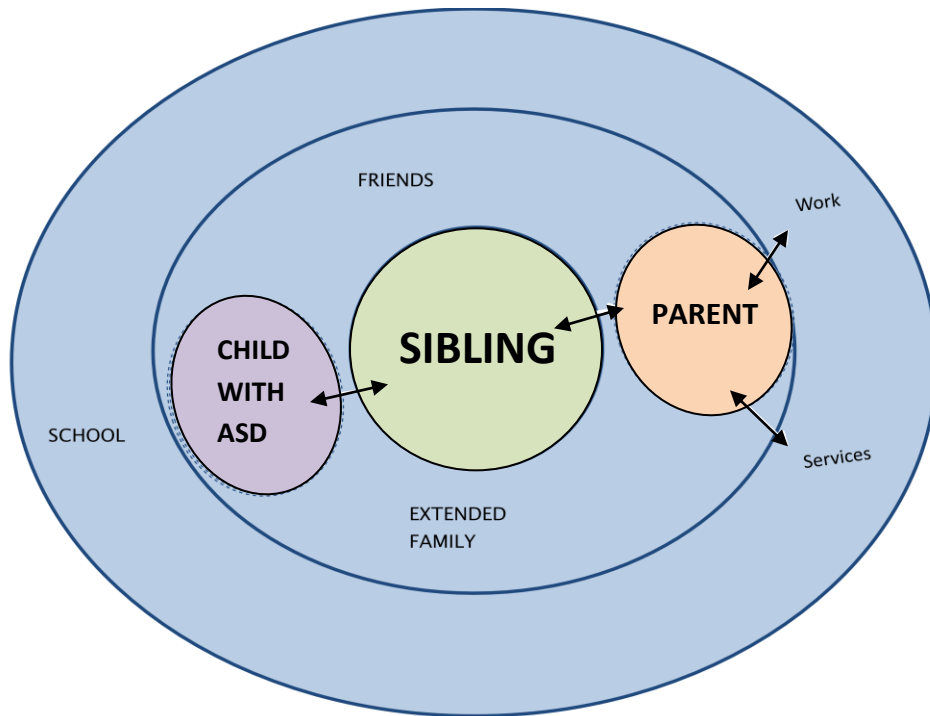 FRIENDS
Work
PARENT
SIBLING
CHILD
WITH
ASD
SCHOOL
Services
EXTENDED
FAMILY